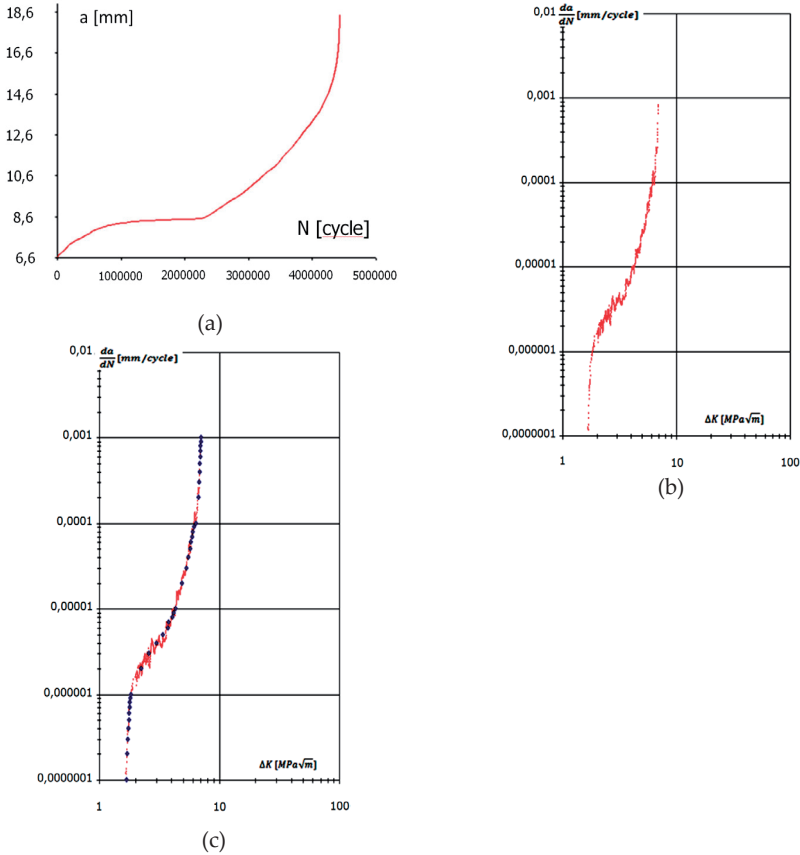 a [mm]
18,6
16,6
14,6
12,6
10,6
8,6
6,6
N [cycle]
0 1000000 2000000 3000000 4000000 5000000
(a)
da/dN [mm/cycle]
0,01
0,001
0,0001
0,00001
0,000001
0,0000001
ΔK [MPa√m]
1 10 100
(b)
da/dN [mm/cycle]
0,01
0,001
0,0001
0,00001
0,000001
0,0000001
ΔK [MPa√m]
1 10 100
(c)